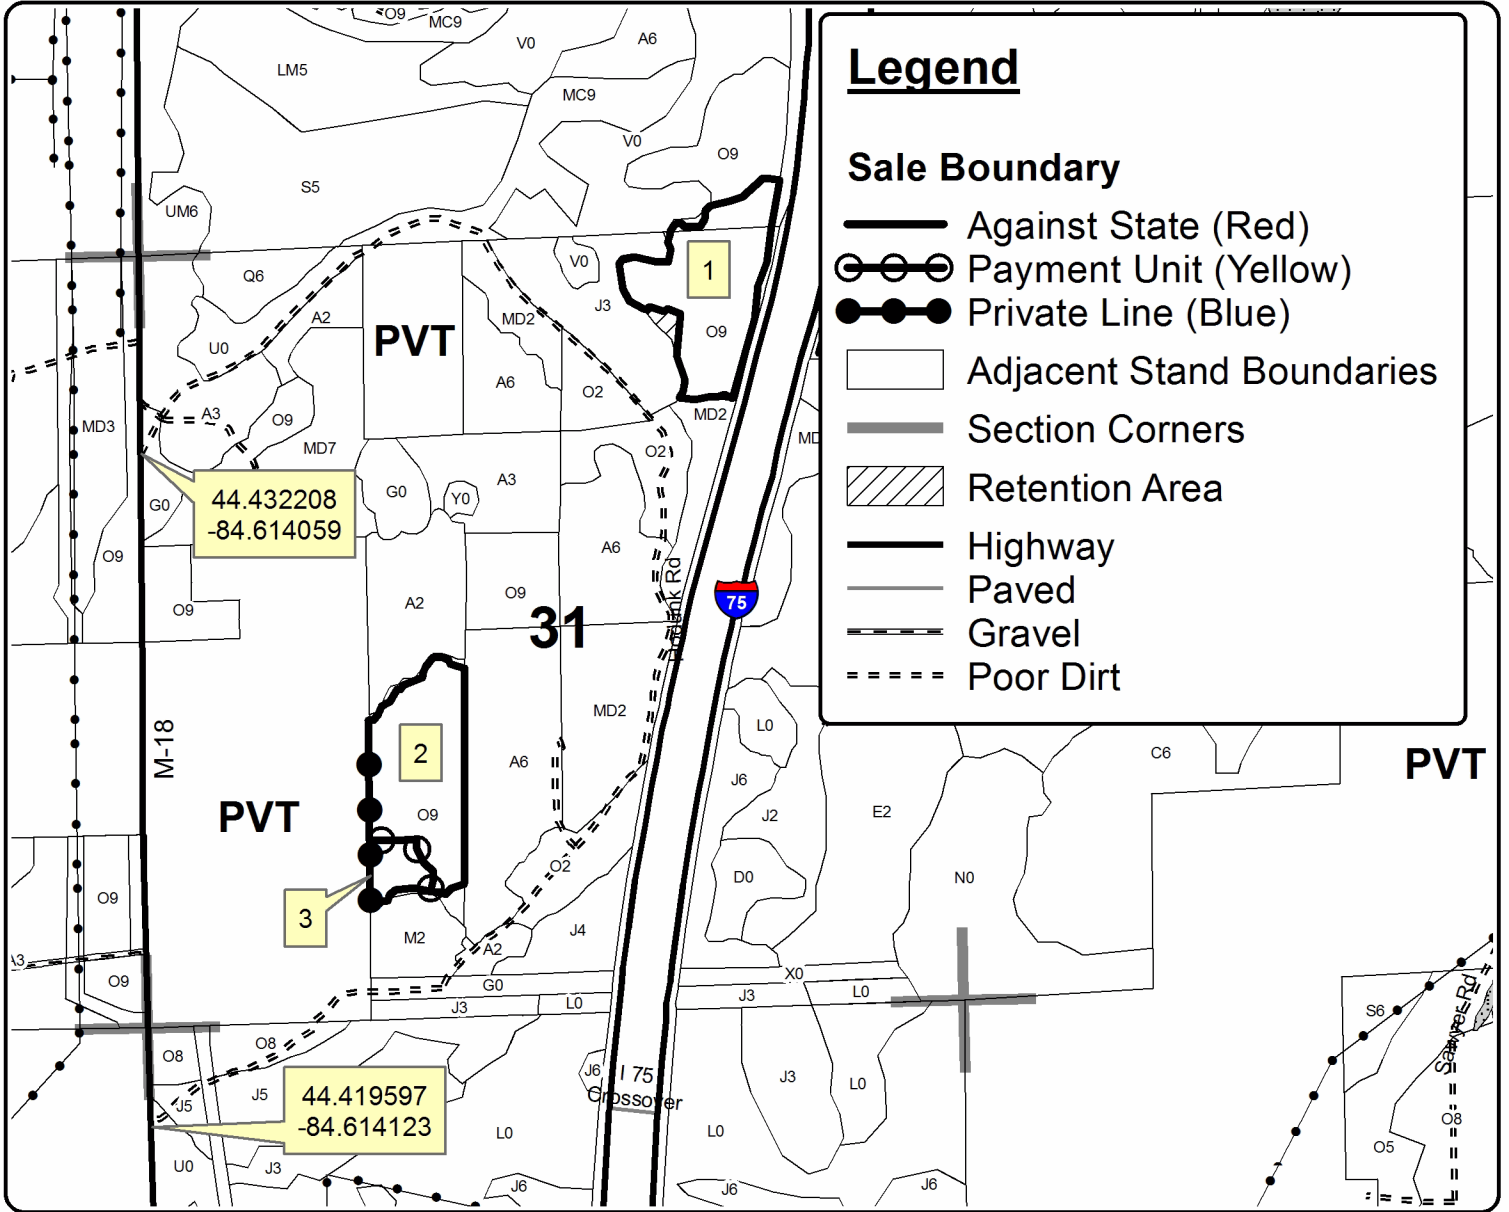 O9
MC9
V0
A6
LM5
MC9
V0
O9
S5
UM6
V0
1
Q6
J3
A2
MD2
O9
U0
PVT
A6
O2
A3
O9
MD2
MD3
MD7
O2
MD
G0
Y0
A3
G0
44.432208
-84.614059
O9
A6
O9
A2
O9
31
75
M-18
MD2
L0
2
A6
PVT
O9
J6
J2
E2
C6
PVT
O2
D0
N0
O9
3
M2
A2
J4
A3
O9
G0
X0
J3
L0
J3
L0
S6
Sawyer Rd
O8
O8
J5
J5
44.419597
-84.614123
J6
I 75
Crossover
J3
L0
L0
L0
O8
O5
U0
J3
J6
J6
J6
Legend
Sale Boundary
Against State (Red)
Payment Unit (Yellow)
Private Line (Blue)
Adjacent Stand Boundaries
Section Corners
Retention Area
Highway
Paved
Gravel
Poor Dirt